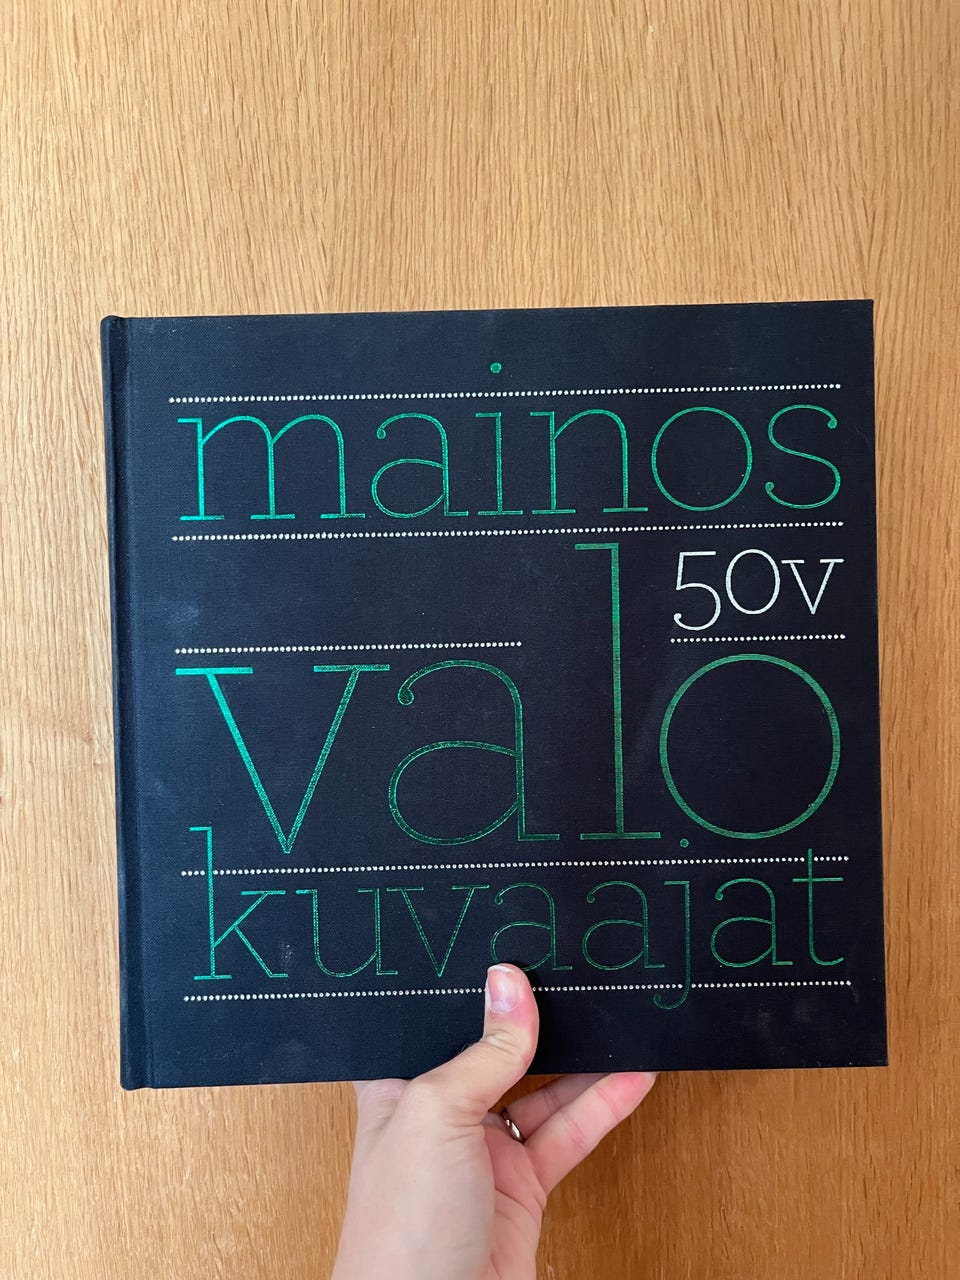 mainos
50v
valo
kuvaajat